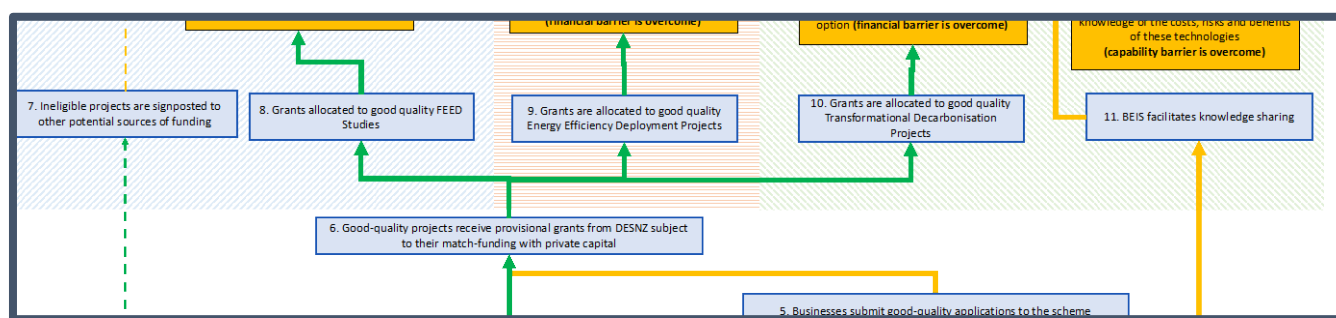 (financial barrier is overcome)
option (financial barrier is overcome)
knowledge of the costs, risks and benefits
of these technologies
(capability barrier is overcome)
7. Ineligible projects are signposted to
other potential sources of funding
8. Grants allocated to good quality FEED
Studies
9. Grants are allocated to good quality
Energy Efficiency Deployment Projects
10. Grants are allocated to good quality
Transformational Decarbonisation
Projects
11. BEIS facilitates knowledge sharing
6. Good-quality projects receive provisional grants from DESNZ subject
to their match-funding with private capital
5. Businesses submit good-quality applications to the scheme